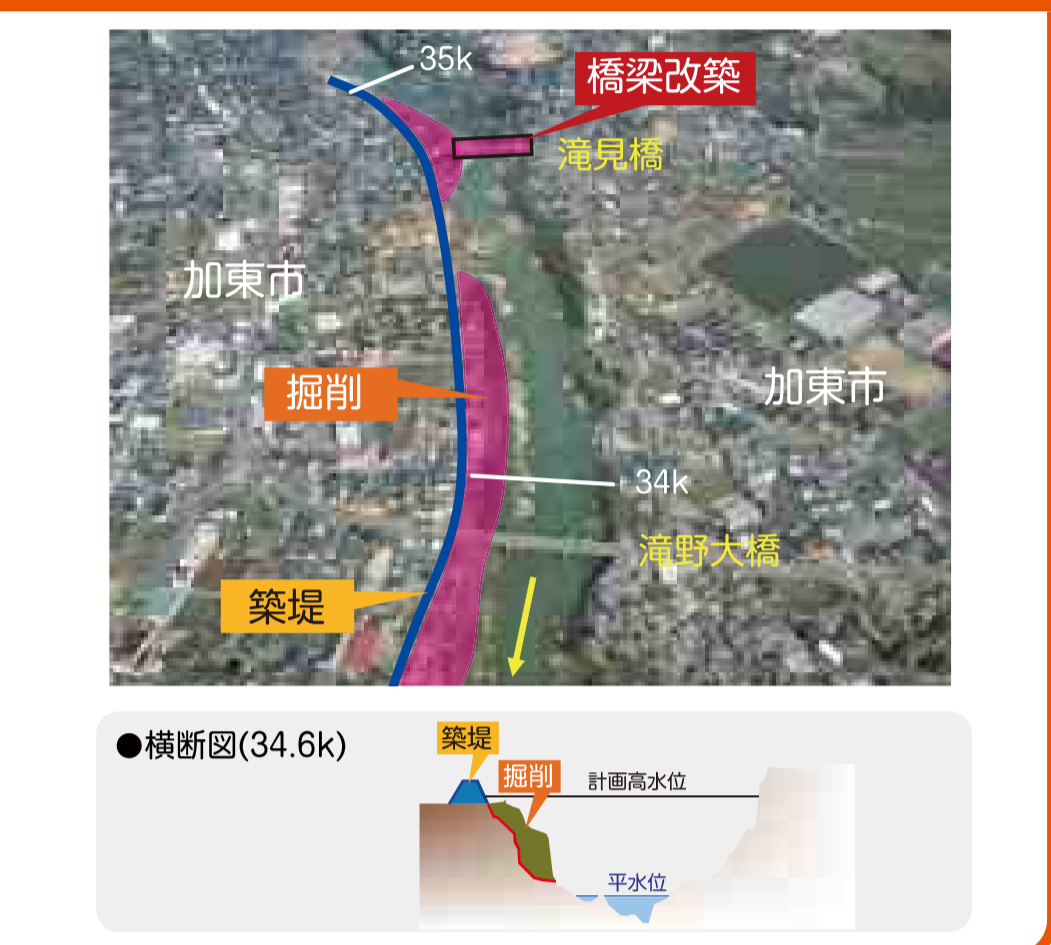 35k
橋梁改築
滝見橋
加東市
掘削
加東市
34k
滝野大橋
築堤
●横断図(34.6k)
築堤
掘削
計画高水位
平水位